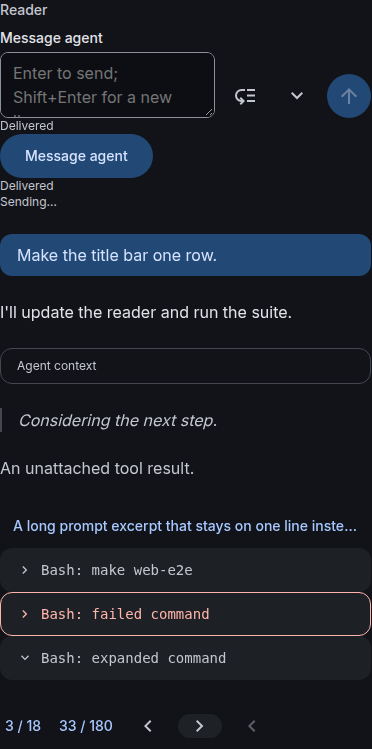 Reader
Message agent
Enter to send;
Shift+Enter for a new
Delivered
Message agent
Delivered
Sending...
Make the title bar one row.
I'll update the reader and run the suite.
Agent context
Considering the next step.
An unattached tool result.
A long prompt excerpt that stays on one line inste...
Bash: make web-e2e
Bash: failed command
Bash: expanded command
3 / 18 33 / 180